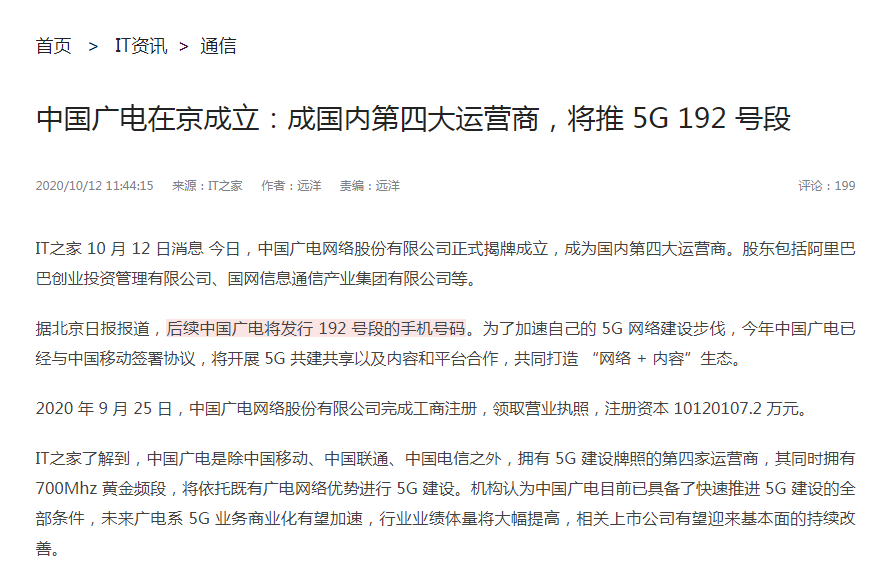 首页 > IT资讯 > 通信
中国广电在京成立：成国内第四大运营商，将推 5G 192 号段
2020/10/12 11:44:15 来源：IT之家 作者：远洋 责编：远洋 评论：199
IT之家 10 月 12 日消息 今日，中国广电网络股份有限公司正式揭牌成立，成为国内第四大运营商。股东包括阿里巴
巴创业投资管理有限公司、国网信息通信产业集团有限公司等。
据北京日报报道，后续中国广电将发行 192 号段的手机号码。为了加速自己的 5G 网络建设步伐，今年中国广电已
经与中国移动签署协议，将开展 5G 共建共享以及内容和平台合作，共同打造 “网络 + 内容”生态。
2020 年 9 月 25 日，中国广电网络股份有限公司完成工商注册，领取营业执照，注册资本 10120107.2 万元。
IT之家了解到，中国广电是除中国移动、中国联通、中国电信之外，拥有 5G 建设牌照的第四家运营商，其同时拥有
700Mhz 黄金频段，将依托既有广电网络优势进行 5G 建设。机构认为中国广电目前已具备了快速推进 5G 建设的全
部条件，未来广电系 5G 业务商业化有望加速，行业业绩体量将大幅提高，相关上市公司有望迎来基本面的持续改
善。